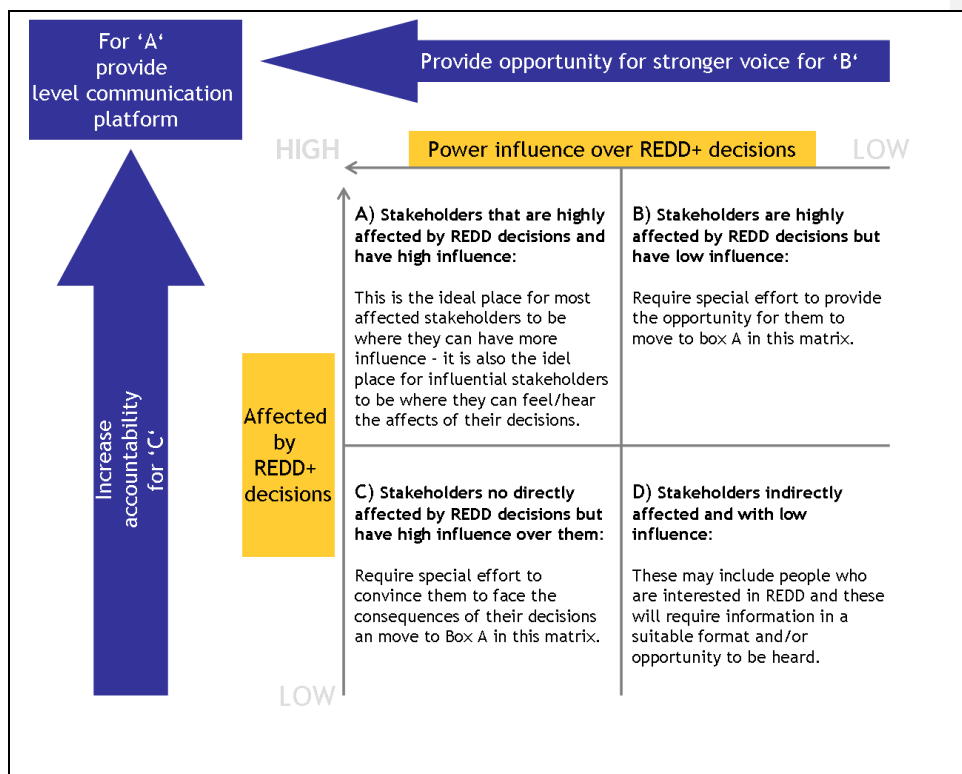 For ‘A‘
provide
level communication
platform
Provide opportunity for stronger voice for ‘B‘
HIGH
Power influence over REDD+ decisions
LOW
A) Stakeholders that are highly
affected by REDD decisions and
have high influence:
This is the ideal place for most
affected stakeholders to be
where they can have more
influence - it is also the idel
place for influential stakeholders
to be where they can feel/hear
the affects of their decisions.
B) Stakeholders are highly
affected by REDD decisions but
have low influence:
Require special effort to provide
the opportunity for them to
move to box A in this matrix.
Increase
accountability
for ‘C‘
Affected
by
REDD+
decisions
C) Stakeholders no directly
affected by REDD decisions but
have high influence over them:
Require special effort to
convince them to face the
consequences of their decisions
an move to Box A in this matrix.
D) Stakeholders indirectly
affected and with low
influence:
These may include people who
are interested in REDD and these
will require information in a
suitable format and/or
opportunity to be heard.
LOW